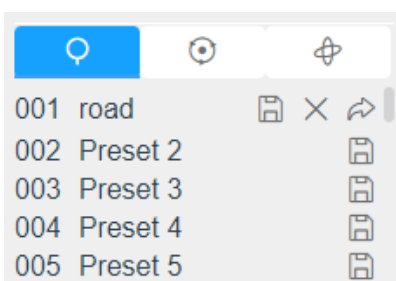 001 road
002 Preset 2
003 Preset 3
004 Preset 4
005 Preset 5